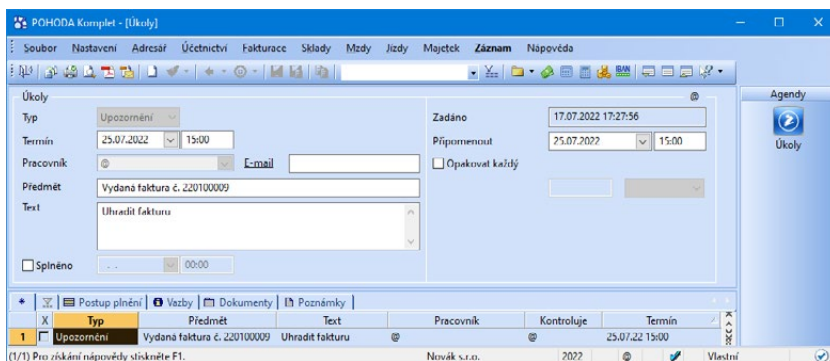 POHODA Komplet - [Úkoly]
Soubor Nastavení Adresář Účetnictví Fakturace Sklady Mzdy Jízdy Majetek Záznam Nápověda
IBAN
Úkoly @
Agendy
Typ Upozornění
Zadáno 17.07.2022 17:27:56
Termín 25.07.2022 15:00
Připomenout 25.07.2022 15:00
Úkoly
Pracovník @ E-mail
Opakovat každý
Předmět Vydaná faktura č. 220100009
Text Uhradit fakturu
Splněno . . 00:00
* Postup plnění Vazby Dokumenty Poznámky
X Typ Předmět Text Pracovník Kontroluje Termín
1 Upozornění Vydaná faktura č. 220100009 Uhradit fakturu @ @ 25.07.22 15:00
(1/1) Pro získání nápovědy stiskněte F1. Novák s.r.o. 2022 @ Vlastní